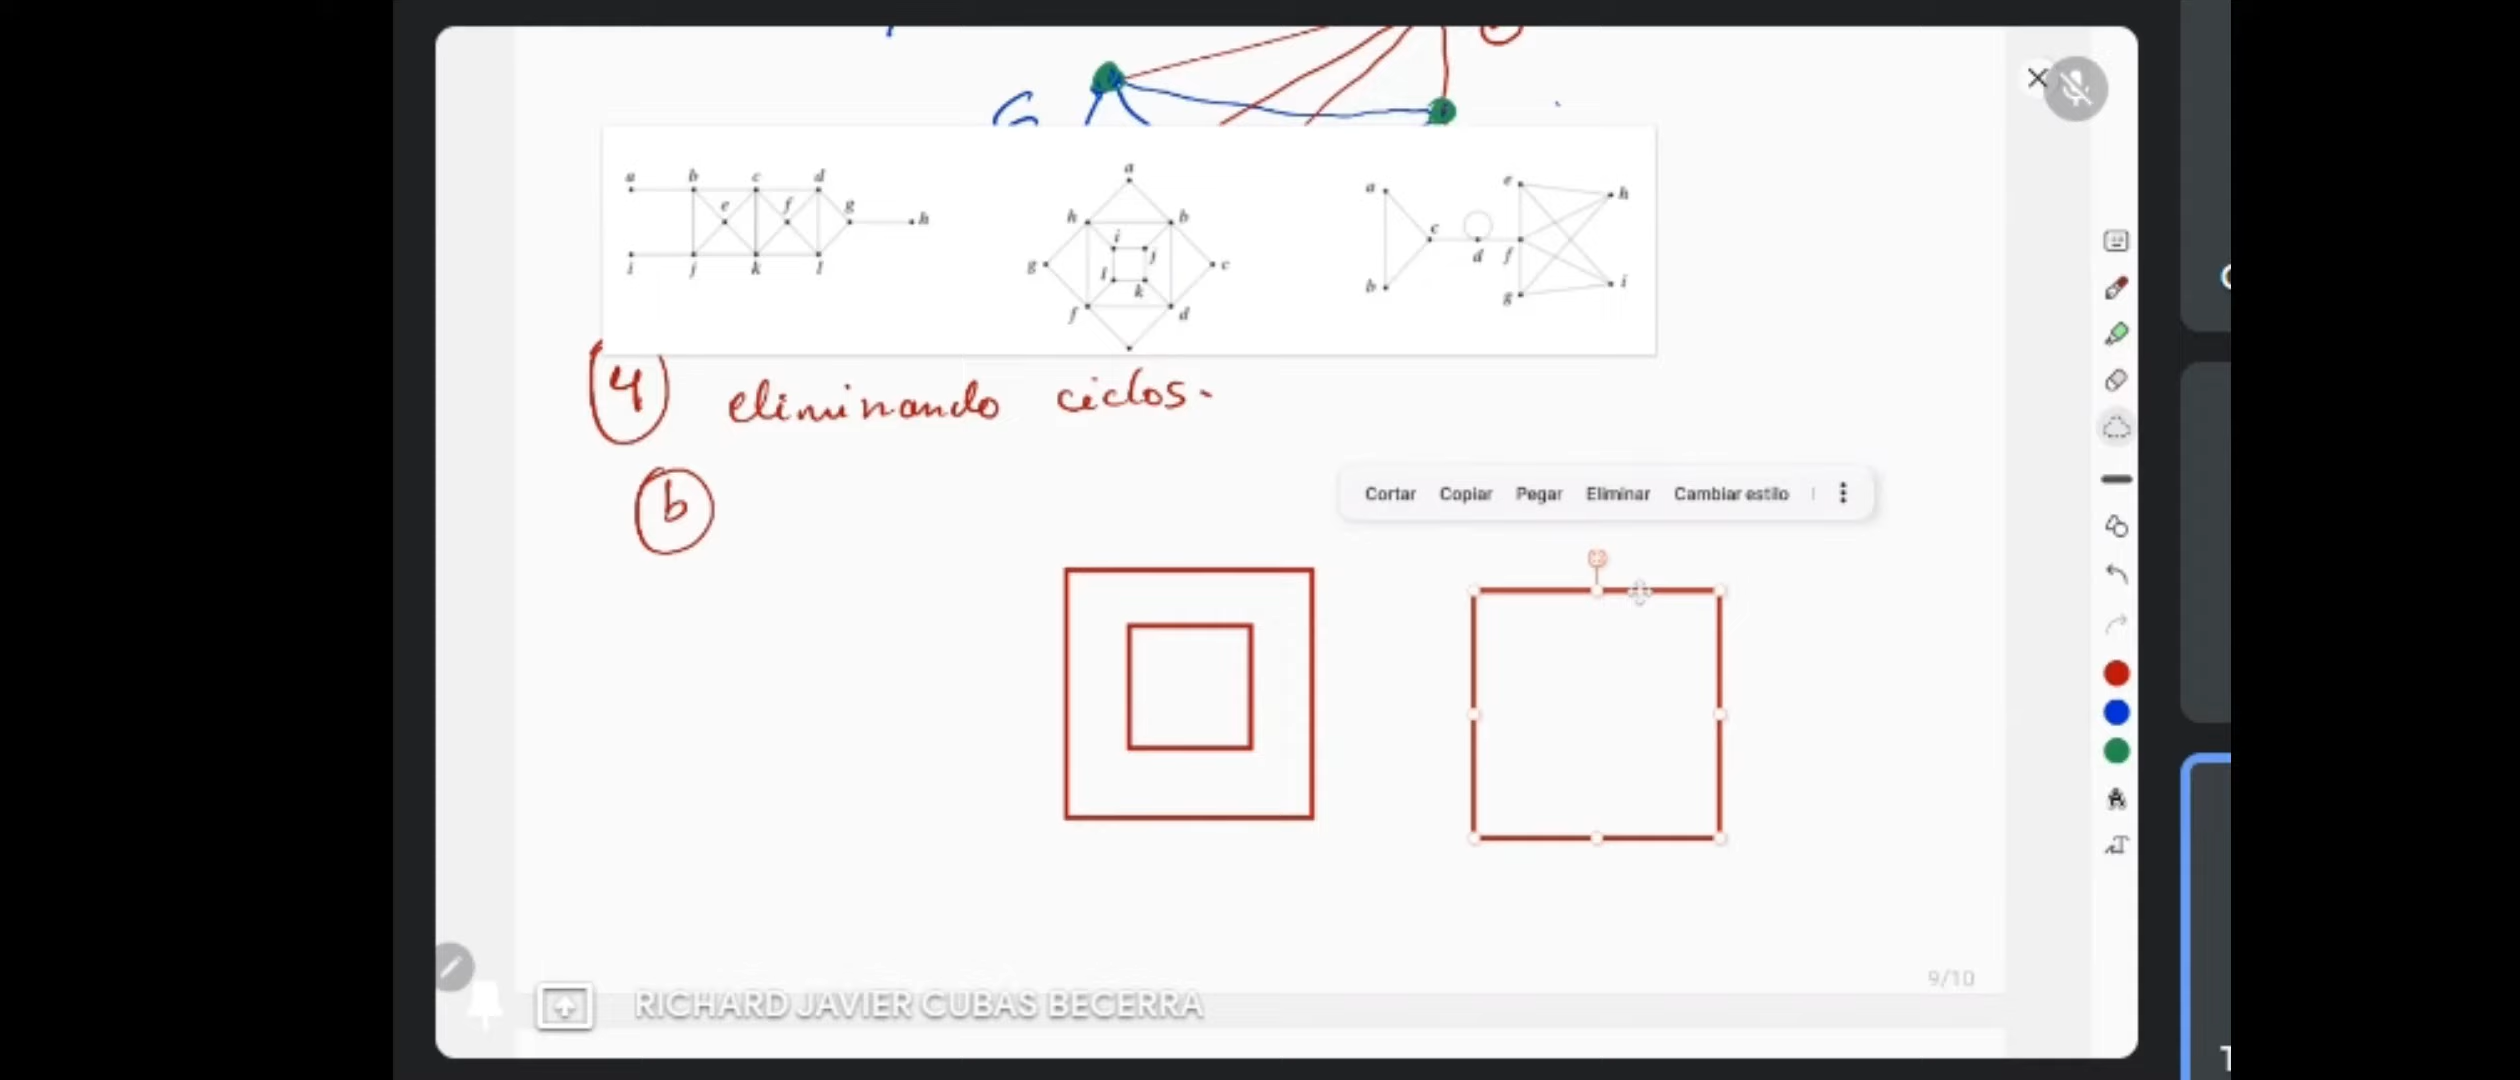 G
a b c d
e f g h
i j k l
a
h b
i j
g c
l k
f d
a e h
c
d f
b g i
4 eliminando ciclos.
b
Cortar Copiar Pegar Eliminar Cambiar estilo
9/10
RICHARD JAVIER CUBAS BECERRA